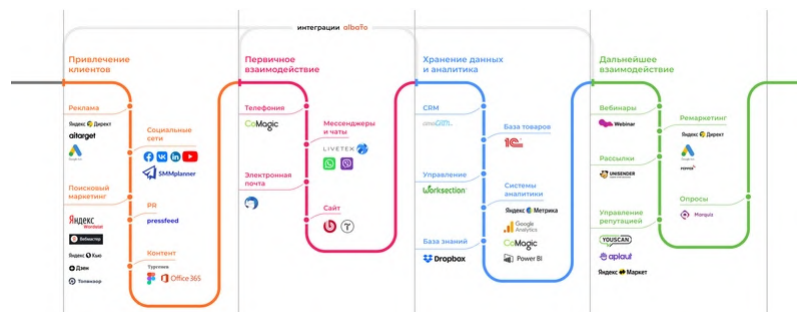 интеграции albato
Привлечение
клиентов
Реклама
Яндекс Директ
aitarget
Поисковый
маркетинг
Яндекс
Вебмастер
Яндекс Кью
Дзен
Социальные
сети
SMMplanner
PR
pressfeed
Контент
Тургенев
Office 365
Первичное
взаимодействие
Телефония
CoMagic
Электронная
почта
Мессенджеры
и чаты
LIVETEX
Сайт
Хранение данных
и аналитика
CRM
Управление
Worksection
База знаний
Dropbox
База товаров
1С
Системы
аналитики
Яндекс Метрика
Google
Analytics
CoMagic
Power BI
Дальнейшее
взаимодействие
Вебинары
Webinar
Рассылки
UNISENDER
Управление
репутацией
YOUSCAN
aplaut
Яндекс Маркет
Ремаркетинг
Яндекс Директ
Опросы
Marquiz